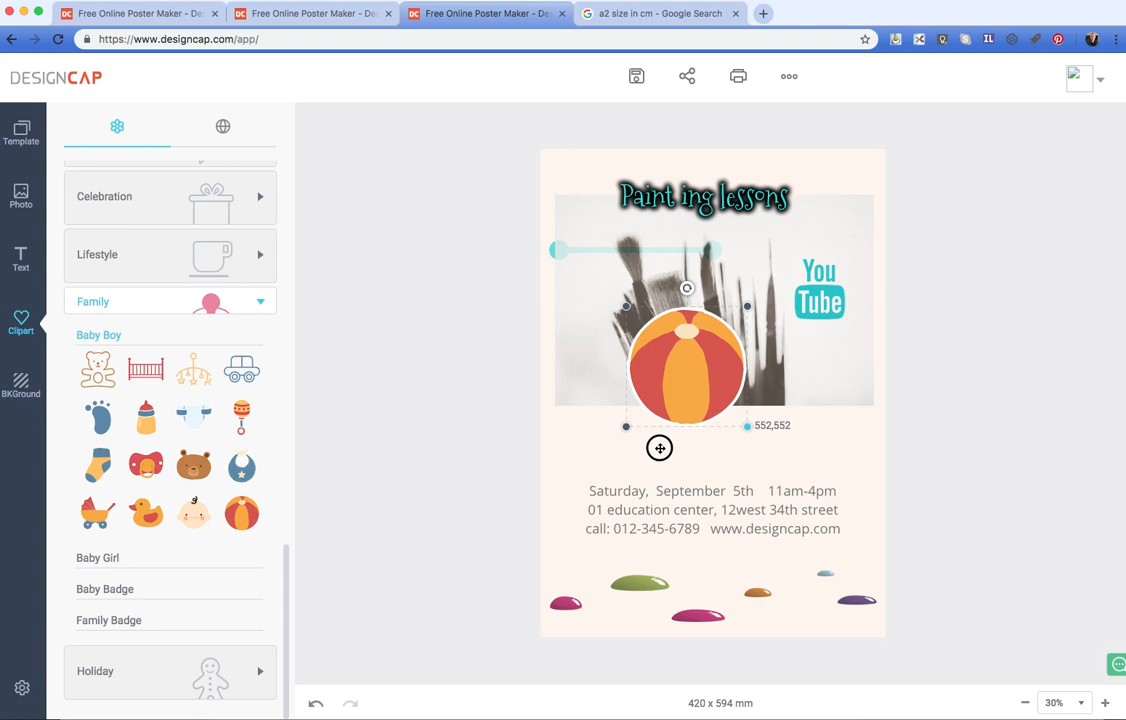 Free Online Poster Maker - De
Free Online Poster Maker - De
Free Online Poster Maker - De
a2 size in cm - Google Search
https://www.designcap.com/app/
IL
DESIGNCAP
Template
Photo
Text
Clipart
BKGround
Celebration
Lifestyle
Family
Baby Boy
Baby Girl
Baby Badge
Family Badge
Holiday
Paint ing lessons
You
Tube
552,552
Saturday, September 5th 11am-4pm
01 education center, 12west 34th street
call: 012-345-6789 www.designcap.com
420 x 594 mm
30%